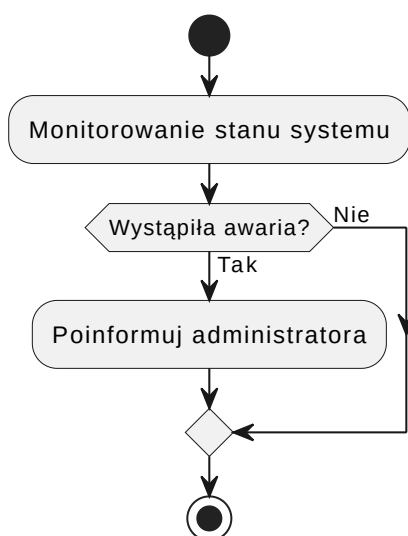 Monitorowanie stanu systemu
Wystąpiła awaria?
Nie
Tak
Poinformuj administratora